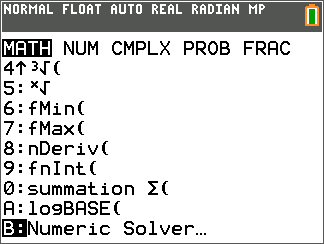 NORMAL FLOAT AUTO REAL RADIAN MP
MATH NUM CMPLX PROB FRAC
4↑³√(
5:ˣ√
6:fMin(
7:fMax(
8:nDeriv(
9:fnInt(
0:summation Σ(
A:logBASE(
B:Numeric Solver…